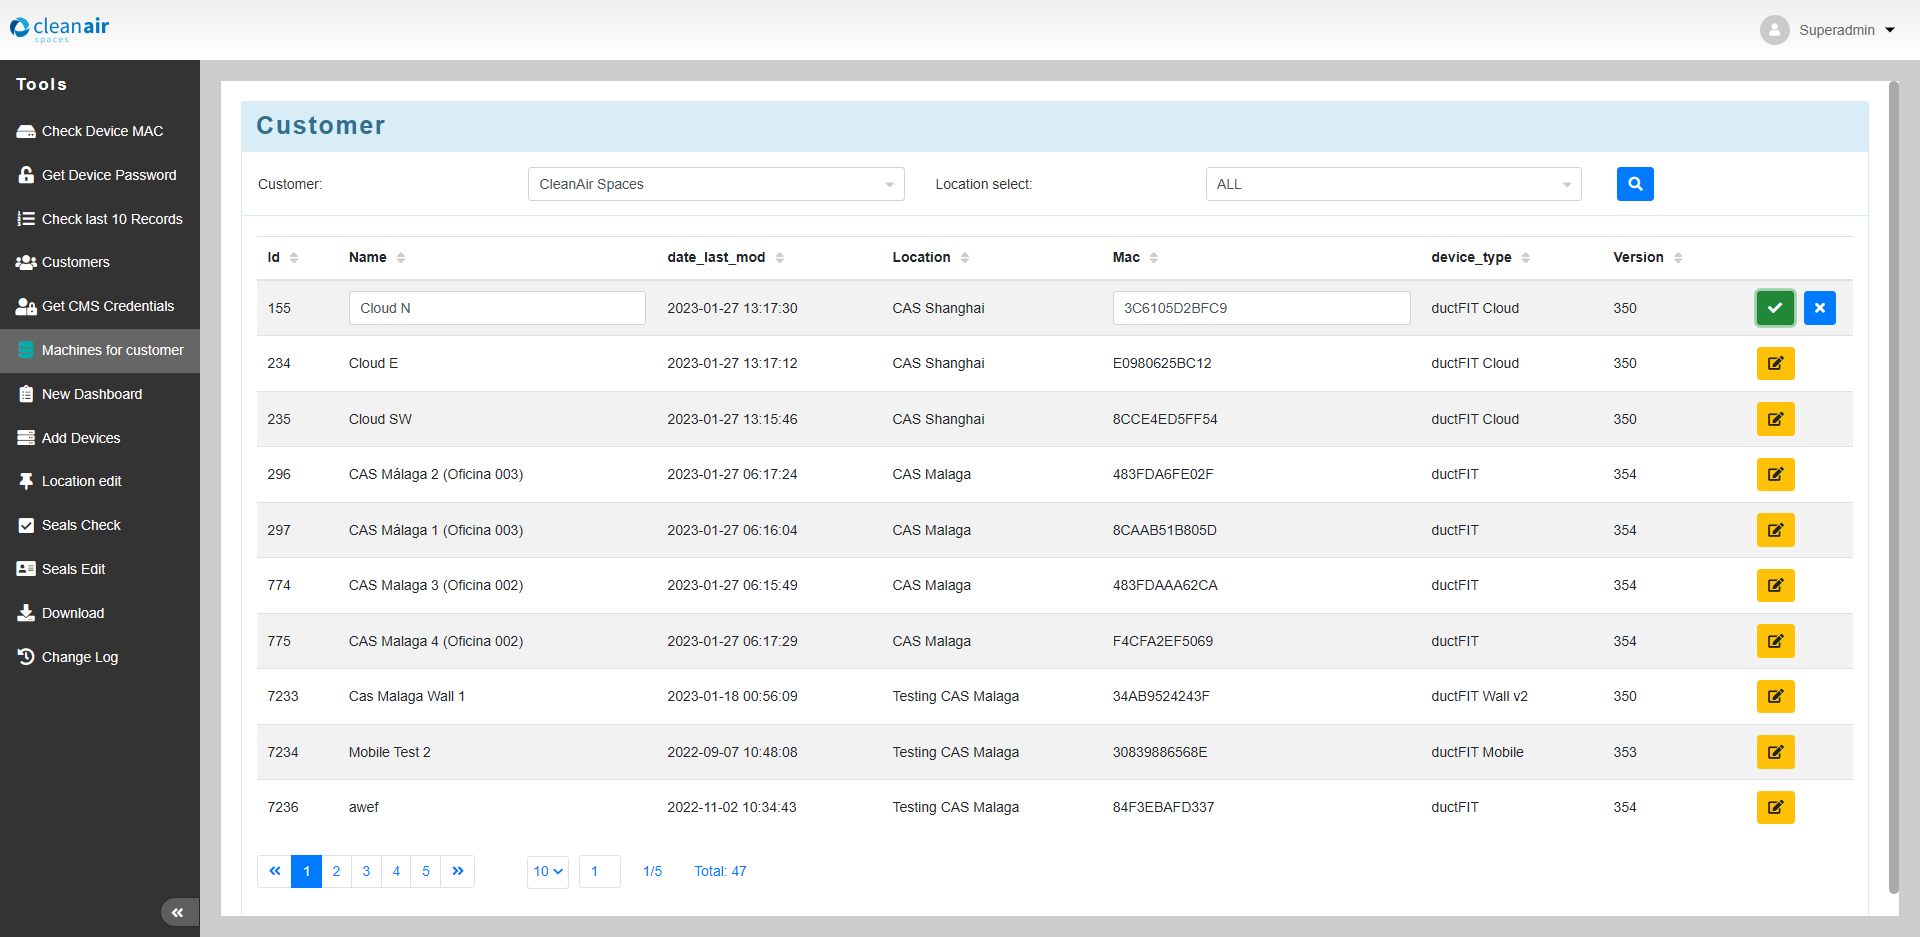 cleanair
spaces
Superadmin
Tools
Check Device MAC
Get Device Password
Check last 10 Records
Customers
Get CMS Credentials
Machines for customer
New Dashboard
Add Devices
Location edit
Seals Check
Seals Edit
Download
Change Log
Customer
Customer: CleanAir Spaces Location select: ALL
Id Name date_last_mod Location Mac device_type Version
155 Cloud N 2023-01-27 13:17:30 CAS Shanghai 3C6105D2BFC9 ductFIT Cloud 350
234 Cloud E 2023-01-27 13:17:12 CAS Shanghai E0980625BC12 ductFIT Cloud 350
235 Cloud SW 2023-01-27 13:15:46 CAS Shanghai 8CCE4ED5FF54 ductFIT Cloud 350
296 CAS Málaga 2 (Oficina 003) 2023-01-27 06:17:24 CAS Malaga 483FDA6FE02F ductFIT 354
297 CAS Málaga 1 (Oficina 003) 2023-01-27 06:16:04 CAS Malaga 8CAAB51B805D ductFIT 354
774 CAS Malaga 3 (Oficina 002) 2023-01-27 06:15:49 CAS Malaga 483FDAAA62CA ductFIT 354
775 CAS Malaga 4 (Oficina 002) 2023-01-27 06:17:29 CAS Malaga F4CFA2EF5069 ductFIT 354
7233 Cas Malaga Wall 1 2023-01-18 00:56:09 Testing CAS Malaga 34AB9524243F ductFIT Wall v2 350
7234 Mobile Test 2 2022-09-07 10:48:08 Testing CAS Malaga 30839886568E ductFIT Mobile 353
7236 awef 2022-11-02 10:34:43 Testing CAS Malaga 84F3EBAFD337 ductFIT 354
« 1 2 3 4 5 » 10 1 1/5 Total: 47
«